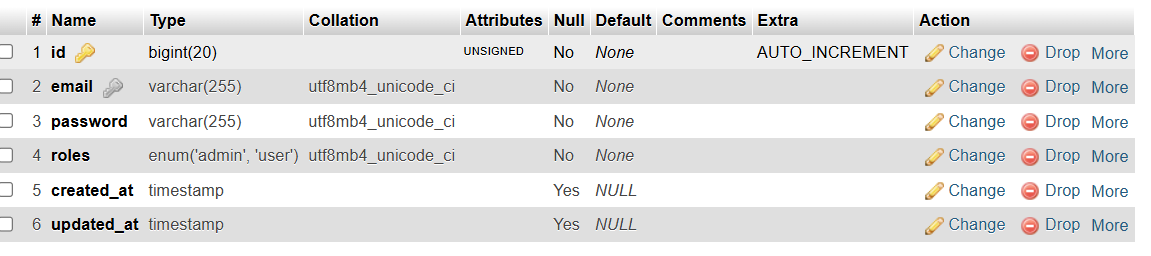 # Name Type Collation Attributes Null Default Comments Extra Action
1 id bigint(20) UNSIGNED No None AUTO_INCREMENT Change Drop More
2 email varchar(255) utf8mb4_unicode_ci No None Change Drop More
3 password varchar(255) utf8mb4_unicode_ci No None Change Drop More
4 roles enum('admin', 'user') utf8mb4_unicode_ci No None Change Drop More
5 created_at timestamp Yes NULL Change Drop More
6 updated_at timestamp Yes NULL Change Drop More